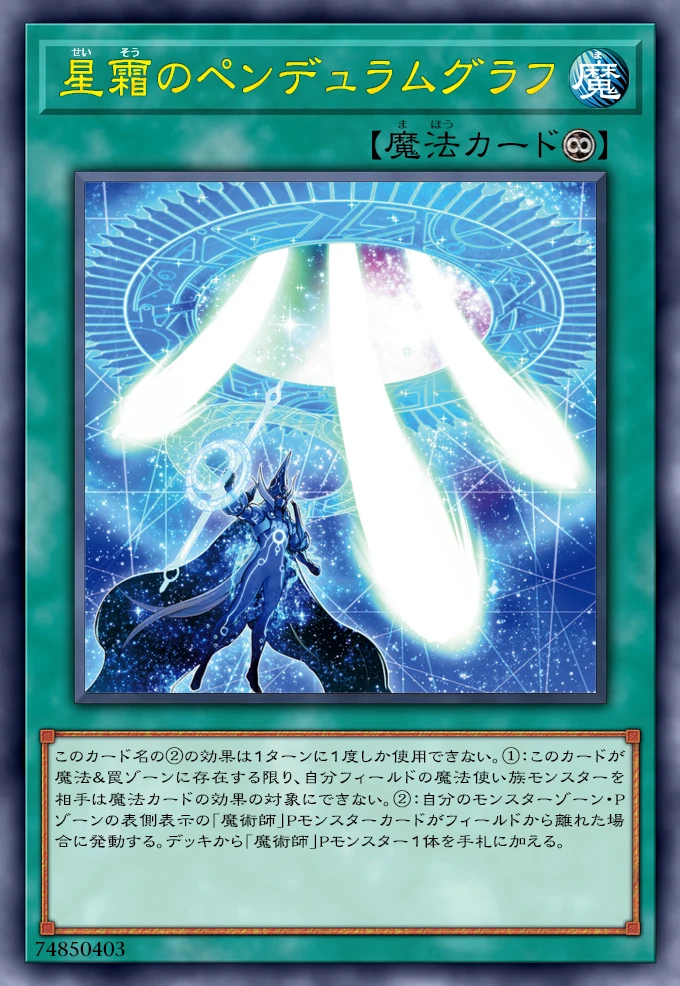 せい そう
星霜のペンデュラムグラフ
ま
魔
ま ほう
【魔法カード♾】
このカード名の②の効果は1ターンに1度しか使用できない。①:このカードが
魔法&罠ゾーンに存在する限り、自分フィールドの魔法使い族モンスターを
相手は魔法カードの効果の対象にできない。②:自分のモンスターゾーン・P
ゾーンの表側表示の「魔術師」Pモンスターカードがフィールドから離れた場
合に発動する。デッキから「魔術師」Pモンスター1体を手札に加える。
74850403